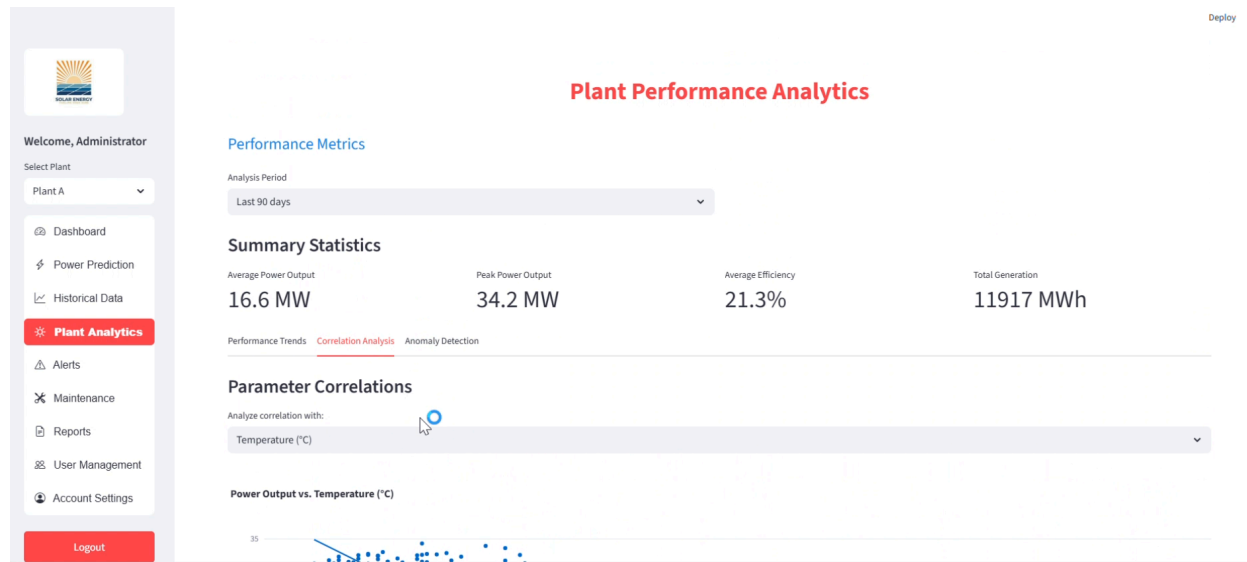 Deploy
SOLAR ENERGY
Welcome, Administrator
Select Plant
Plant A
Dashboard
Power Prediction
Historical Data
Plant Analytics
Alerts
Maintenance
Reports
User Management
Account Settings
Logout
Plant Performance Analytics
Performance Metrics
Analysis Period
Last 90 days
Summary Statistics
Average Power Output Peak Power Output Average Efficiency Total Generation
16.6 MW 34.2 MW 21.3% 11917 MWh
Performance Trends Correlation Analysis Anomaly Detection
Parameter Correlations
Analyze correlation with:
Temperature (°C)
Power Output vs. Temperature (°C)
35